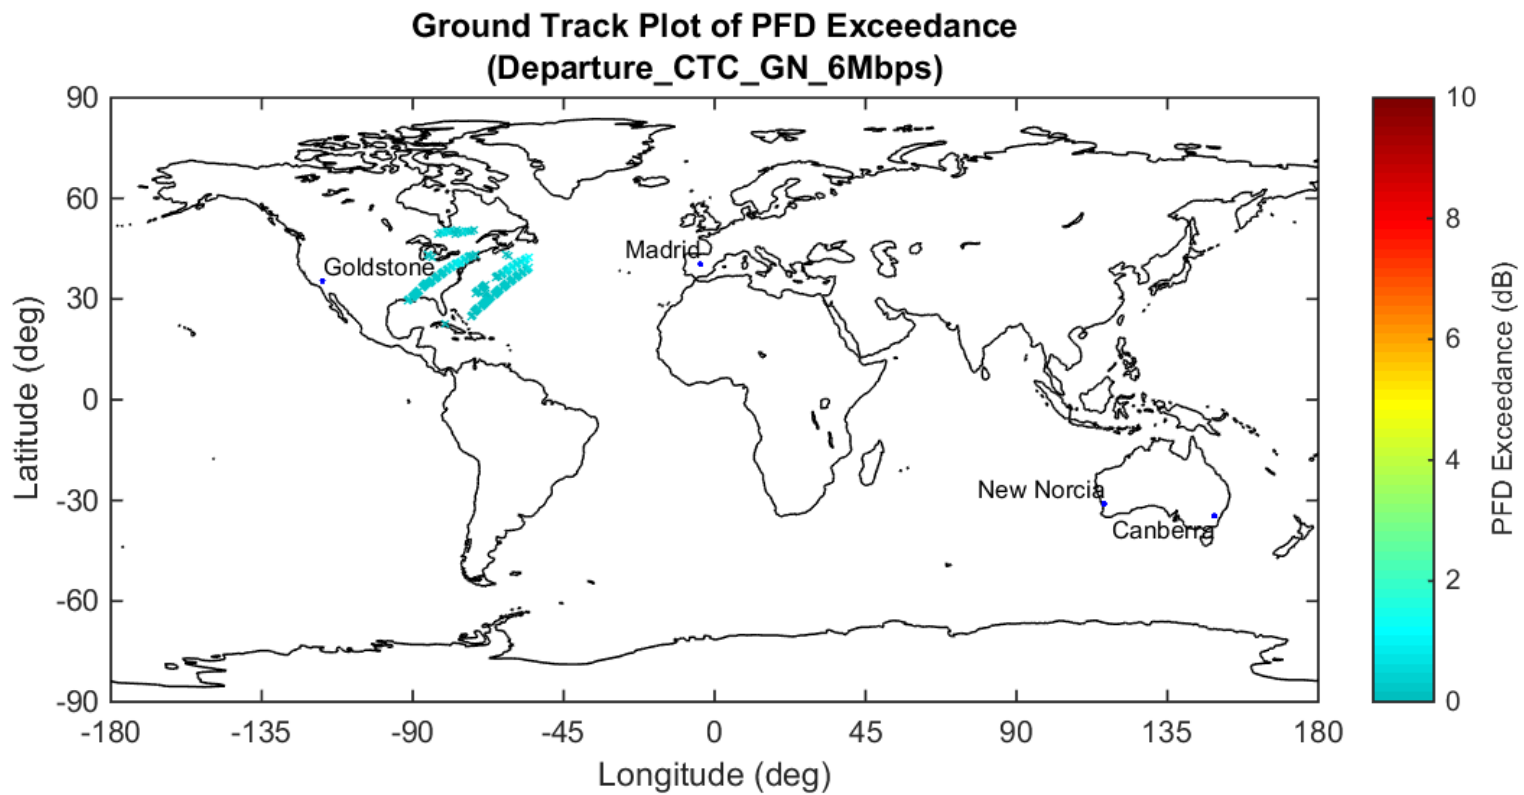 Ground Track Plot of PFD Exceedance
(Departure_CTC_GN_6Mbps)
90
60
30
0
-30
-60
-90
Latitude (deg)
-180
-135
-90
-45
0
45
90
135
180
Longitude (deg)
Goldstone
Madrid
New Norcia
Canberra
10
8
6
4
2
0
PFD Exceedance (dB)